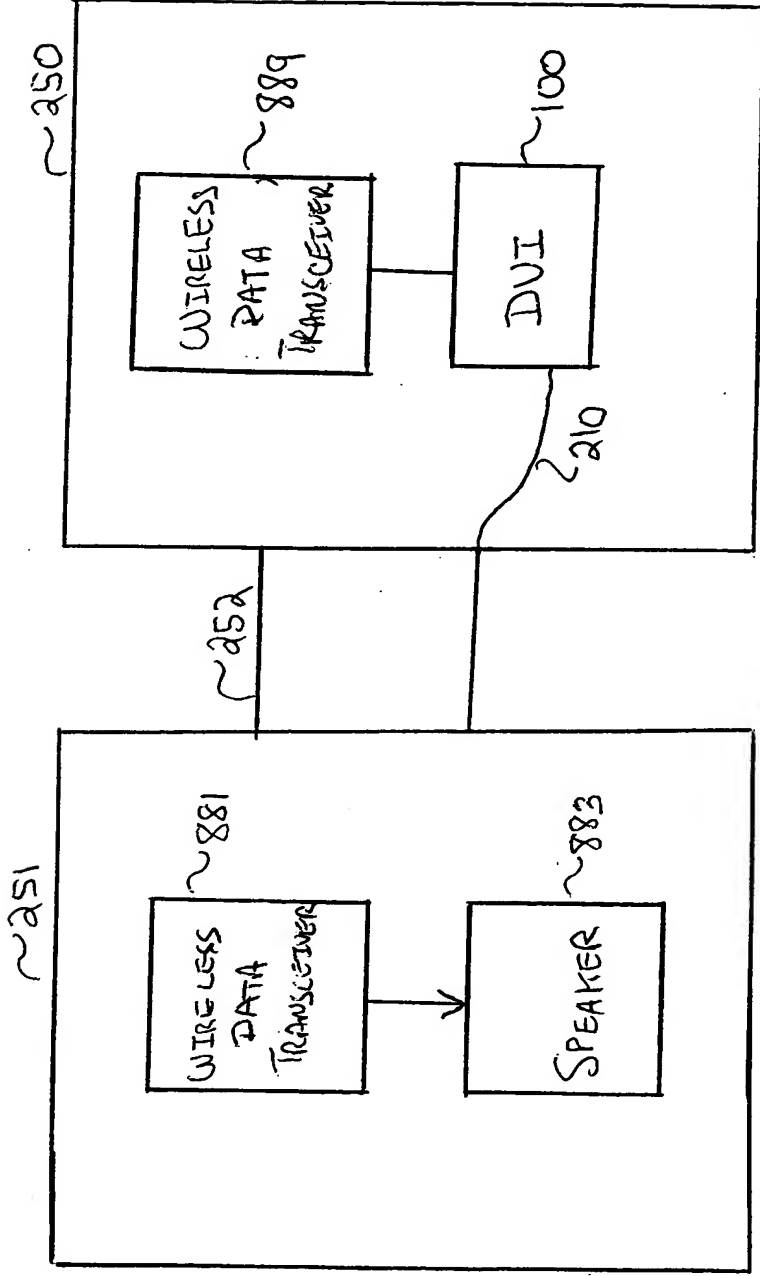 ~251
WIRELESS
DATA
TRANSCEIVER
~881
SPEAKER
~883
~252
~250
WIRELESS
DATA
TRANSCEIVER
~889
DVI
~100
~210